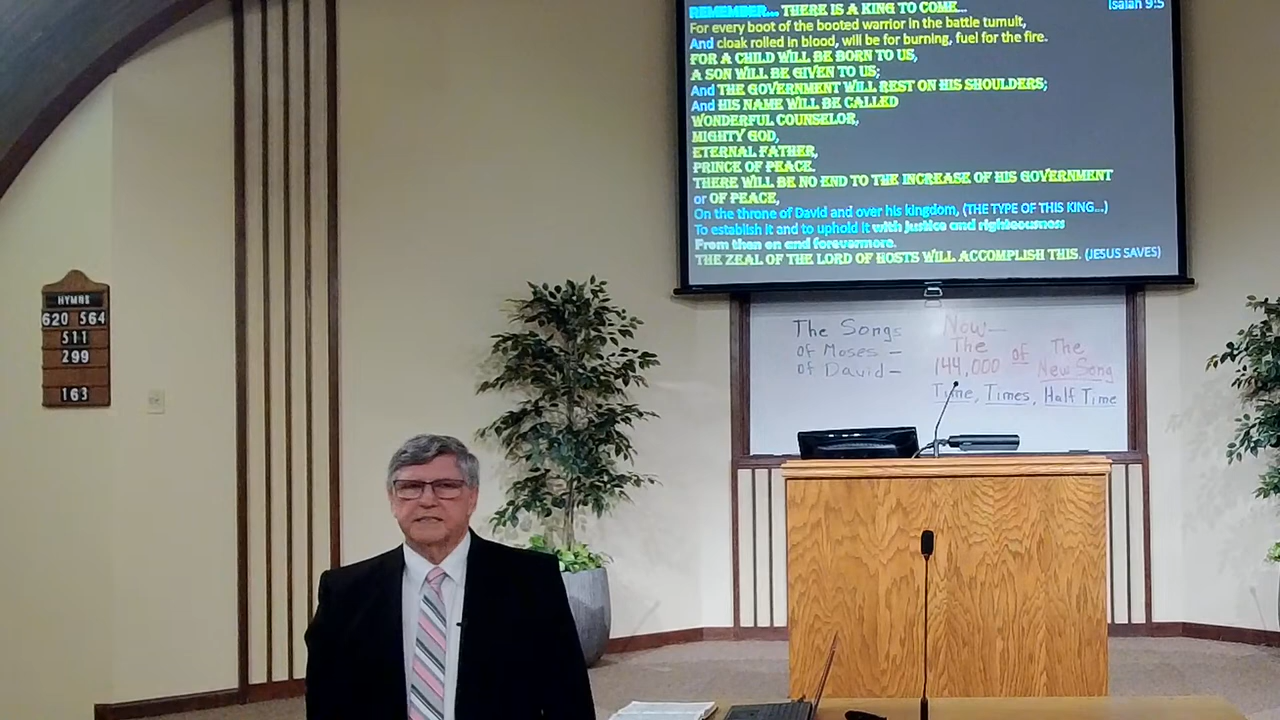 REMEMBER... THERE IS A KING TO COME... Isaiah 9:5
For every boot of the booted warrior in the battle tumult,
And cloak rolled in blood, will be for burning, fuel for the fire.
FOR A CHILD WILL BE BORN TO US,
A SON WILL BE GIVEN TO US;
And THE GOVERNMENT WILL REST ON HIS SHOULDERS;
And HIS NAME WILL BE CALLED
WONDERFUL COUNSELOR,
MIGHTY GOD,
ETERNAL FATHER,
PRINCE OF PEACE.
THERE WILL BE NO END TO THE INCREASE OF HIS GOVERNMENT
or OF PEACE,
On the throne of David and over his kingdom, (THE TYPE OF THIS KING...)
To establish it and to uphold it with justice and righteousness
From then on and forevermore.
THE ZEAL OF THE LORD OF HOSTS WILL ACCOMPLISH THIS. (JESUS SAVES)
HYMNS
620 564
511
299
163
The Songs
of Moses –
of David –
Now—
The
144,000 of The
New Song
Time, Times, Half Time